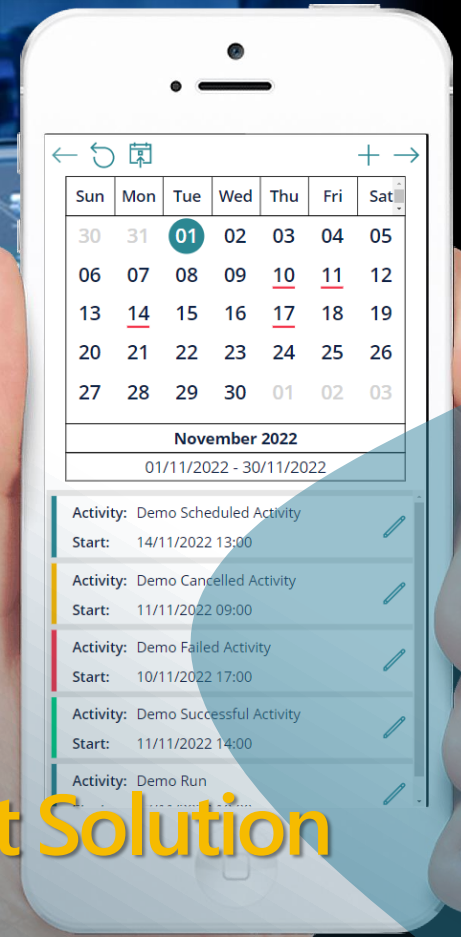 Sun Mon Tue Wed Thu Fri Sat
30 31 01 02 03 04 05
06 07 08 09 10 11 12
13 14 15 16 17 18 19
20 21 22 23 24 25 26
27 28 29 30 01 02 03
November 2022
01/11/2022 - 30/11/2022
Activity: Demo Scheduled Activity
Start: 14/11/2022 13:00
Activity: Demo Cancelled Activity
Start: 11/11/2022 09:00
Activity: Demo Failed Activity
Start: 10/11/2022 17:00
Activity: Demo Successful Activity
Start: 11/11/2022 14:00
Activity: Demo Run
t Solution